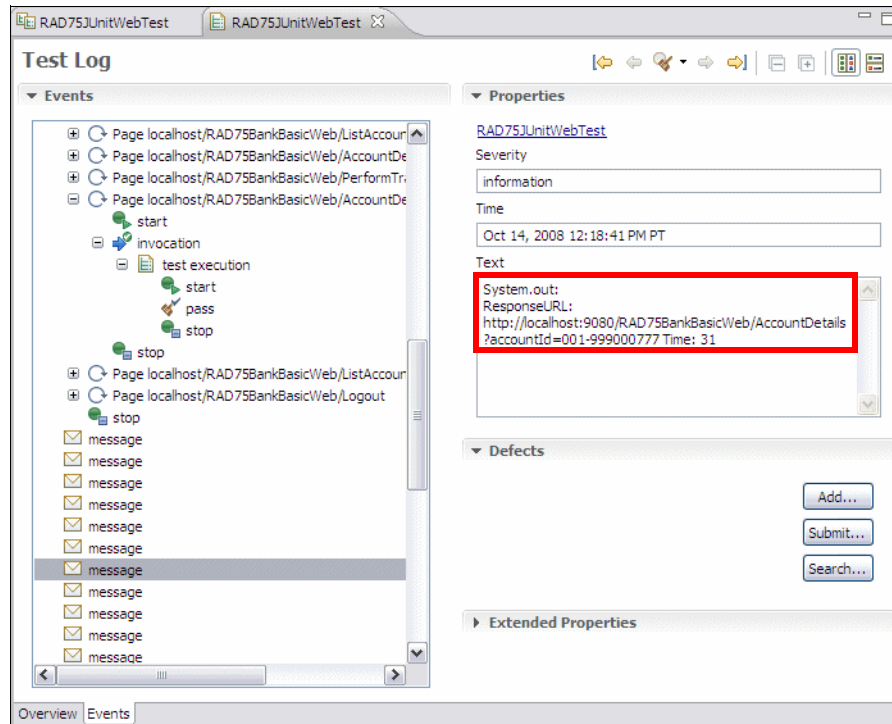 RAD75JUnitWebTest
RAD75JUnitWebTest
Test Log
Events
Page localhost/RAD75BankBasicWeb/ListAccour
Page localhost/RAD75BankBasicWeb/AccountDe
Page localhost/RAD75BankBasicWeb/PerformTra
Page localhost/RAD75BankBasicWeb/AccountDe
start
invocation
test execution
start
pass
stop
stop
Page localhost/RAD75BankBasicWeb/ListAccour
Page localhost/RAD75BankBasicWeb/Logout
stop
message
message
message
message
message
message
message
message
message
message
message
Properties
RAD75JUnitWebTest
Severity
information
Time
Oct 14, 2008 12:18:41 PM PT
Text
System.out:
ResponseURL:
http://localhost:9080/RAD75BankBasicWeb/AccountDetails
?accountId=001-999000777 Time: 31
Defects
Add...
Submit...
Search...
Extended Properties
Overview
Events